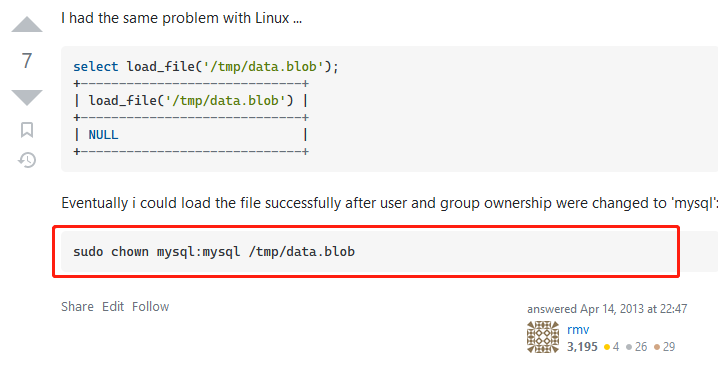 I had the same problem with Linux ...
7
select load_file('/tmp/data.blob');
+-----------------------------+
| load_file('/tmp/data.blob') |
+-----------------------------+
| NULL                        |
+-----------------------------+
Eventually i could load the file successfully after user and group ownership were changed to 'mysql':
sudo chown mysql:mysql /tmp/data.blob
Share Edit Follow
answered Apr 14, 2013 at 22:47
rmv
3,195 4 26 29